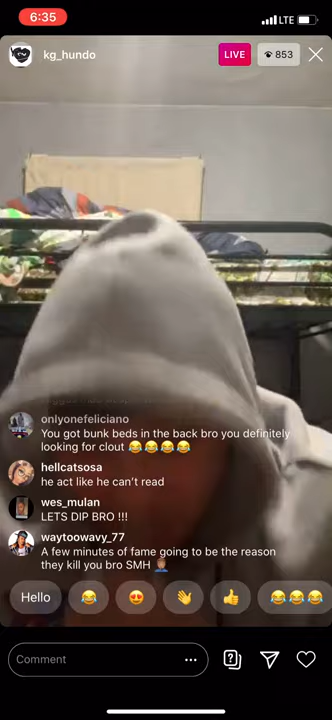 6:35
LTE
kg_hundo
LIVE
853
onlyonefeliciano
You got bunk beds in the back bro you definitely
looking for clout 😂😂😂😂
hellcatsosa
he act like he can't read
wes_mulan
LETS DIP BRO !!!
waytoowavy_77
A few minutes of fame going to be the reason
they kill you bro SMH 🤦🏽‍♂️
Hello 😂 😍 👋 👍 😂😂😂
Comment